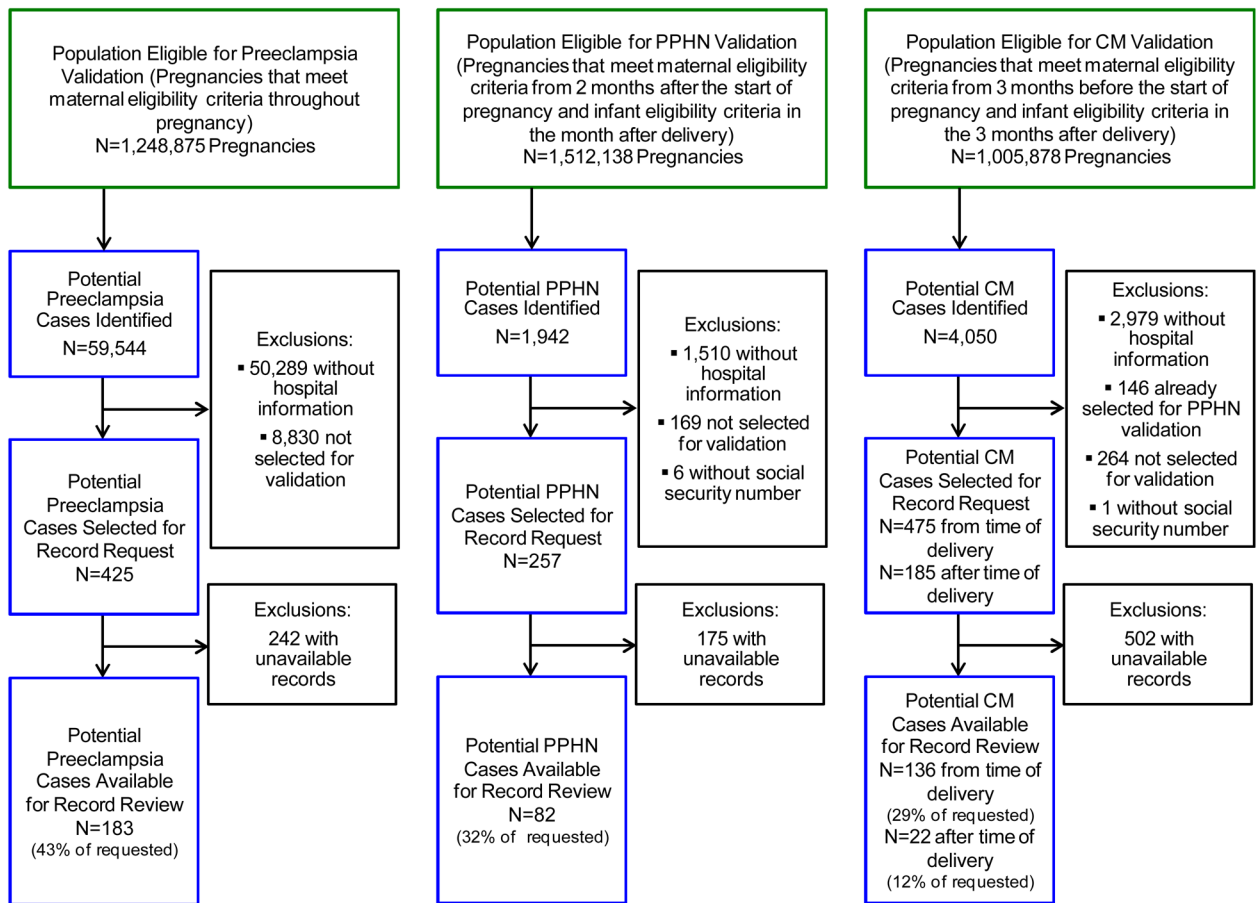 Population Eligible for Preeclampsia
Validation (Pregnancies that meet
maternal eligibility criteria throughout
pregnancy)
N=1,248,875 Pregnancies
Potential
Preeclampsia
Cases Identified
N=59,544
Exclusions:
▪ 50,289 without
hospital
information
▪ 8,830 not
selected for
validation
Potential
Preeclampsia
Cases Selected for
Record Request
N=425
Exclusions:
242 with
unavailable
records
Potential
Preeclampsia
Cases Available
for Record Review
N=183
(43% of requested)
Population Eligible for PPHN Validation
(Pregnancies that meet maternal eligibility
criteria from 2 months after the start of
pregnancy and infant eligibility criteria in
the month after delivery)
N=1,512,138 Pregnancies
Potential PPHN
Cases Identified
N=1,942
Exclusions:
▪ 1,510 without
hospital
information
▪ 169 not selected
for validation
▪ 6 without social
security number
Potential PPHN
Cases Selected for
Record Request
N=257
Exclusions:
175 with
unavailable
records
Potential PPHN
Cases Available
for Record Review
N=82
(32% of requested)
Population Eligible for CM Validation
(Pregnancies that meet maternal eligibility
criteria from 3 months before the start of
pregnancy and infant eligibility criteria in
the 3 months after delivery)
N=1,005,878 Pregnancies
Potential CM
Cases Identified
N=4,050
Exclusions:
▪ 2,979 without
hospital
information
▪ 146 already
selected for PPHN
validation
▪ 264 not selected
for validation
▪ 1 without social
security number
Potential CM
Cases Selected for
Record Request
N=475 from time of
delivery
N=185 after time of
delivery
Exclusions:
502 with
unavailable
records
Potential CM
Cases Available
for Record Review
N=136 from time of
delivery
(29% of requested)
N=22 after time of
delivery
(12% of requested)